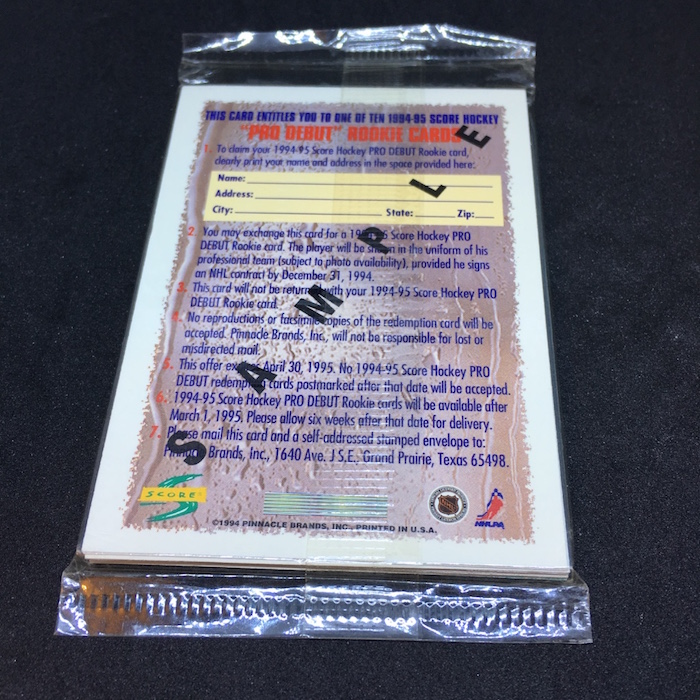 THIS CARD ENTITLES YOU TO ONE OF TEN 1994-95 SCORE HOCKEY
"PRO DEBUT" ROOKIE CARDS
1. To claim your 1994-95 Score Hockey PRO DEBUT Rookie card,
clearly print your name and address in the space provided here:
Name:
Address:
City: State: Zip:
2. You may exchange this card for a Score Hockey PRO
DEBUT Rookie card. The player will be shown in the uniform of his
professional team (subject to photo availability), provided he signs
an NHL contract by December 31, 1994.
3. This card will not be returned with your 1994-95 Score Hockey PRO
DEBUT Rookie card.
4. No reproductions or facsimile copies of the redemption card will be
accepted. Pinnacle Brands, Inc., will not be responsible for lost or
misdirected mail.
5. This offer expires April 30, 1995. No 1994-95 Score Hockey PRO
DEBUT redemption cards postmarked after that date will be accepted.
6. 1994-95 Score Hockey PRO DEBUT Rookie cards will be available after
March 1, 1995. Please allow six weeks after that date for delivery.
7. Please mail this card and a self-addressed stamped envelope to:
Pinnacle Brands, Inc., 1640 Ave. J S.E., Grand Prairie, Texas 65498.
SAMPLE
SCORE
NHL
NHLPA
©1994 PINNACLE BRANDS, INC. PRINTED IN U.S.A.